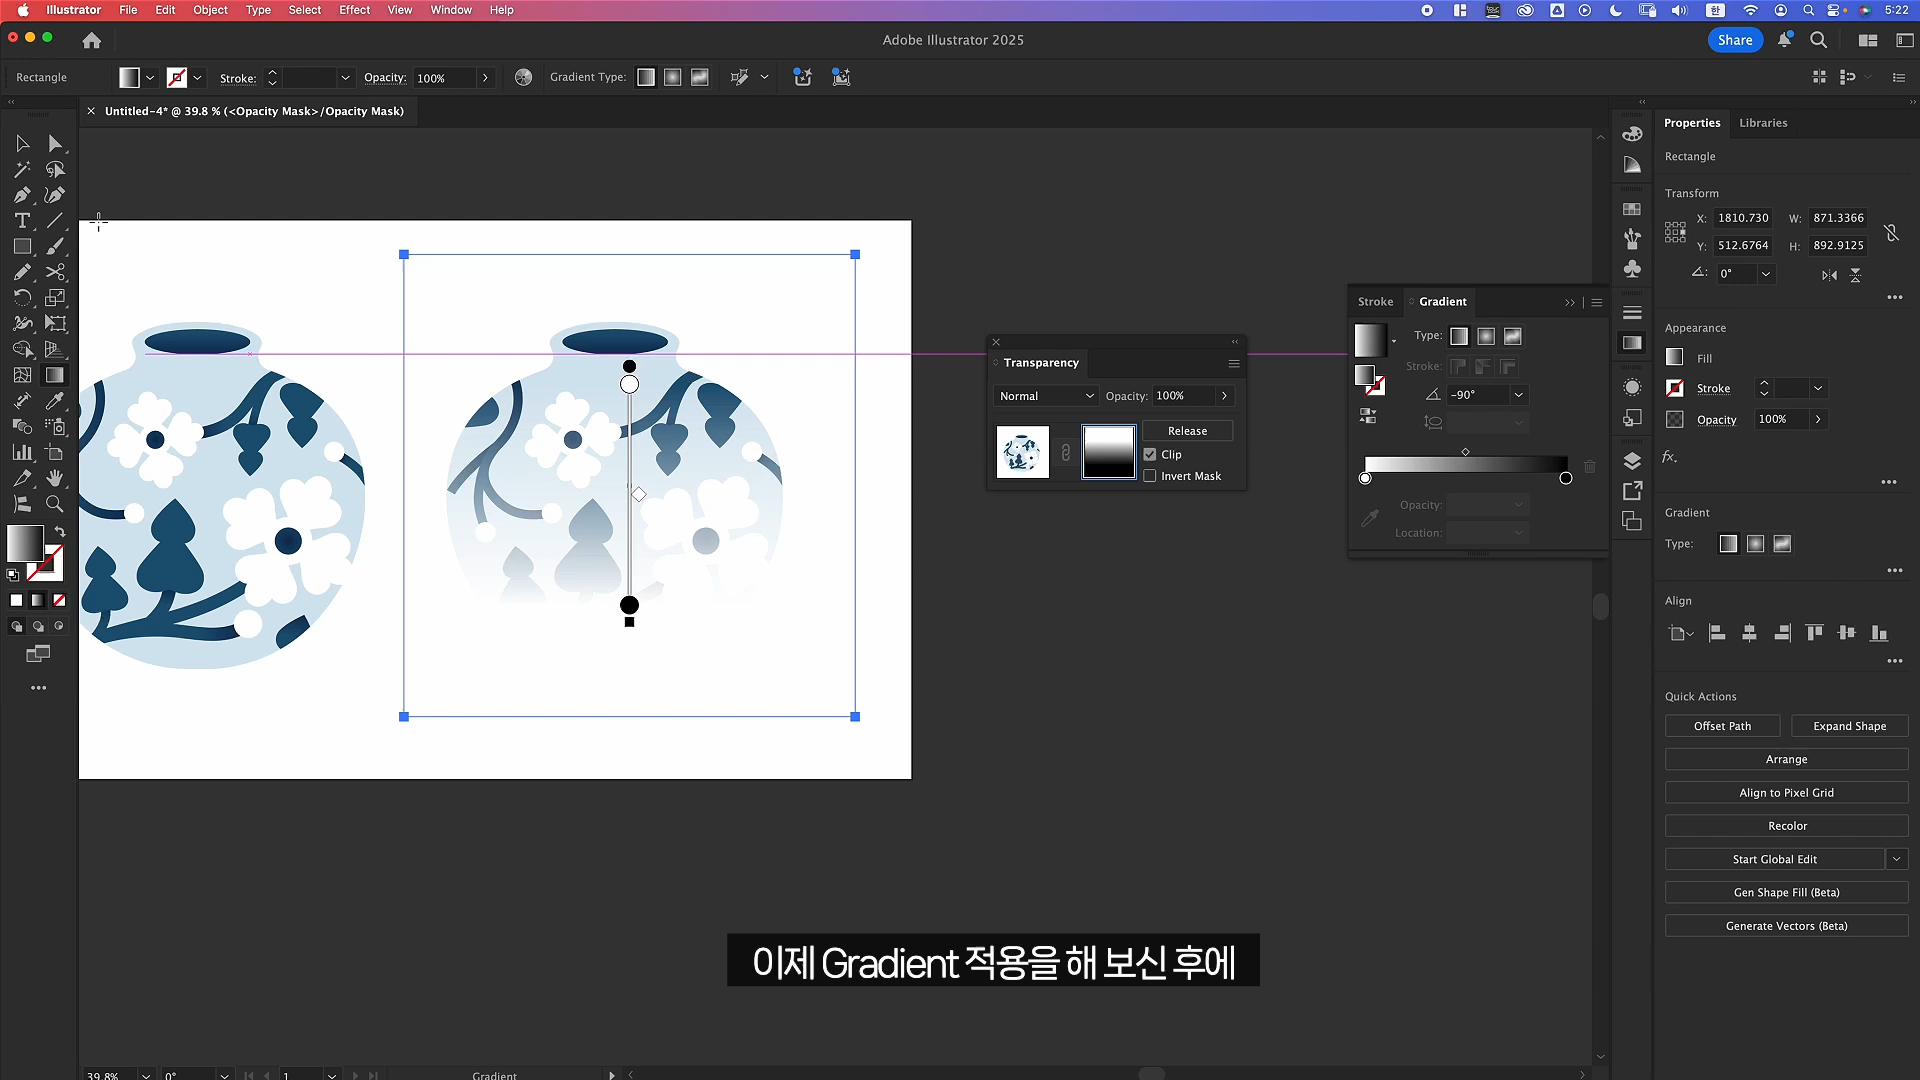 Illustrator File Edit Object Type Select Effect View Window Help
한 5:22
Adobe Illustrator 2025
Share
Rectangle
Stroke:
Opacity: 100%
Gradient Type:
× Untitled-4* @ 39.8 % (<Opacity Mask>/Opacity Mask)
Properties Libraries
Rectangle
Transform
X: 1810.730 W: 871.3366
Y: 512.6764 H: 892.9125
0°
Appearance
Fill
Stroke
Opacity 100%
fx.
Gradient
Type:
Align
Quick Actions
Offset Path Expand Shape
Arrange
Align to Pixel Grid
Recolor
Start Global Edit
Gen Shape Fill (Beta)
Generate Vectors (Beta)
Stroke Gradient
Type:
Stroke:
-90°
Opacity:
Location:
Transparency
Normal Opacity: 100%
Release
Clip
Invert Mask
이제 Gradient 적용을 해 보신 후에
39.8% 0° 1 Gradient